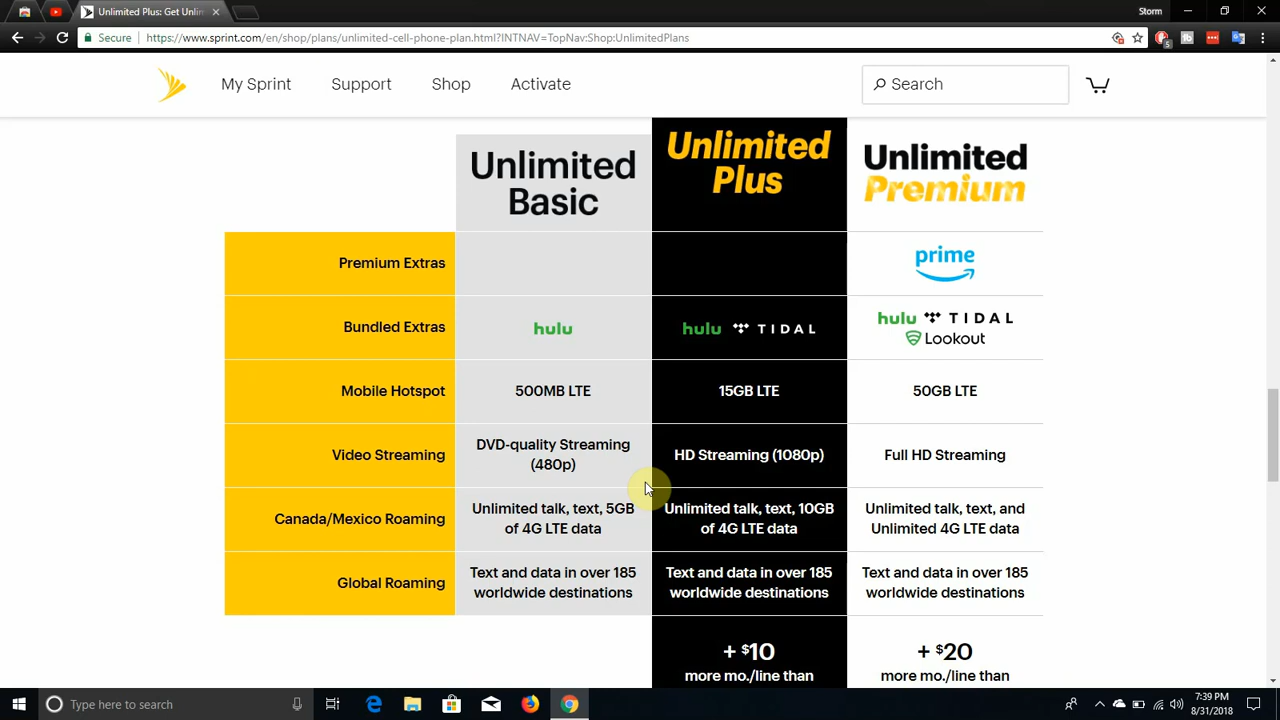 Unlimited Plus: Get Unlin
Storm
Secure
https://www.sprint.com/en/shop/plans/unlimited-cell-phone-plan.html?INTNAV=TopNav:Shop:UnlimitedPlans
5
My Sprint
Support
Shop
Activate
Search
Unlimited
Basic
Unlimited
Plus
Unlimited
Premium
Premium Extras
prime
Bundled Extras
hulu
hulu TIDAL
hulu TIDAL
Lookout
Mobile Hotspot
500MB LTE
15GB LTE
50GB LTE
Video Streaming
DVD-quality Streaming
(480p)
HD Streaming (1080p)
Full HD Streaming
Canada/Mexico Roaming
Unlimited talk, text, 5GB
of 4G LTE data
Unlimited talk, text, 10GB
of 4G LTE data
Unlimited talk, text, and
Unlimited 4G LTE data
Global Roaming
Text and data in over 185
worldwide destinations
Text and data in over 185
worldwide destinations
Text and data in over 185
worldwide destinations
+ $10
more mo./line than
+ $20
more mo./line than
Type here to search
7:39 PM
8/31/2018